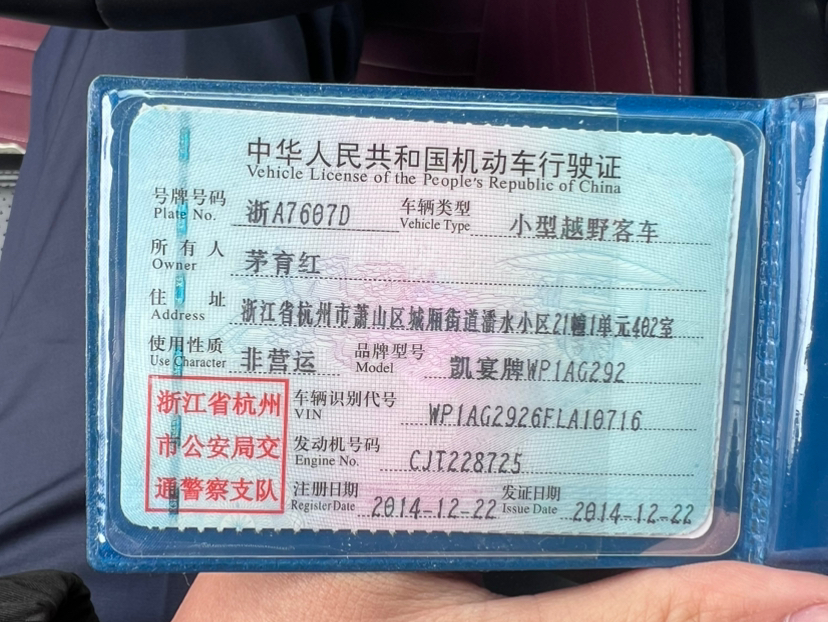 中华人民共和国机动车行驶证
Vehicle License of the People's Republic of China
号牌号码 浙A7607D 车辆类型 小型越野客车
Plate No. Vehicle Type
所有人 茅育红
Owner
住址 浙江省杭州市萧山区城厢街道潘水小区21幢1单元402室
Address
使用性质 非营运 品牌型号 凯宴牌WP1AG292
Use Character Model
浙江省杭州
市公安局交
通警察支队
车辆识别代号 WP1AG2926FLA10716
VIN
发动机号码 CJT228725
Engine No.
注册日期 2014-12-22 发证日期 2014-12-22
Register Date Issue Date